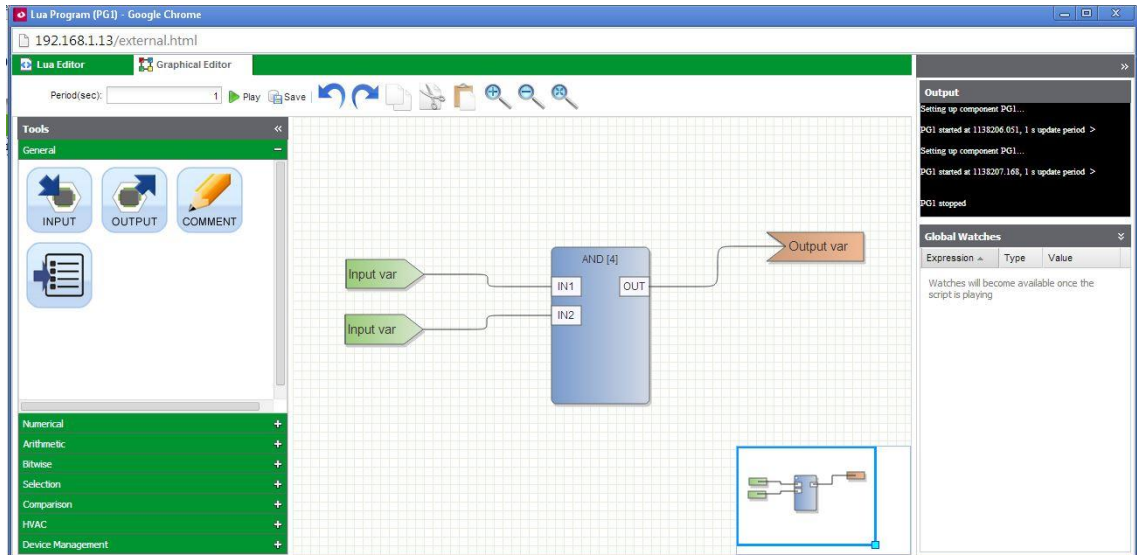 Lua Program (PG1) - Google Chrome
192.168.1.13/external.html
Lua Editor
Graphical Editor
»
Period(sec):
1
Play
Save
Tools
«
General
INPUT
OUTPUT
COMMENT
Numerical
Arithmetic
Bitwise
Selection
Comparison
HVAC
Device Management
Input var
Input var
AND [4]
IN1
OUT
IN2
Output var
Output
Setting up component PG1...
PG1 started at 1138206.051, 1 s update period >
Setting up component PG1...
PG1 started at 1138207.168, 1 s update period >
PG1 stopped
Global Watches
Expression
Type
Value
Watches will become available once the
script is playing